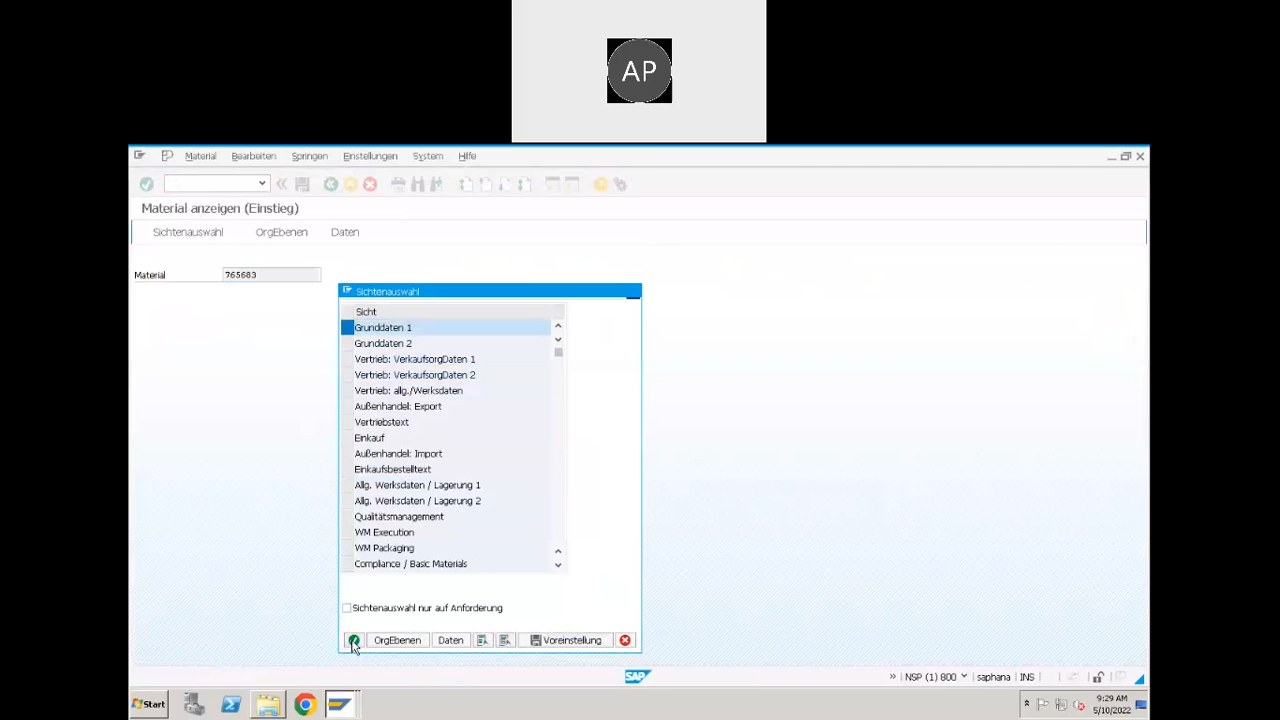 AP
Material Bearbeiten Springen Einstellungen System Hilfe
Material anzeigen (Einstieg)
Sichtenauswahl OrgEbenen Daten
Material 765683
Sichtenauswahl
Sicht
Grunddaten 1
Grunddaten 2
Vertrieb: VerkaufsorgDaten 1
Vertrieb: VerkaufsorgDaten 2
Vertrieb: allg./Werksdaten
Außenhandel: Export
Vertriebstext
Einkauf
Außenhandel: Import
Einkaufsbestelltext
Allg. Werksdaten / Lagerung 1
Allg. Werksdaten / Lagerung 2
Qualitätsmanagement
WM Execution
WM Packaging
Compliance / Basic Materials
Sichtenauswahl nur auf Anforderung
OrgEbenen Daten Voreinstellung
SAP » NSP (1) 800 saphana INS
Start 9:29 AM
5/10/2022